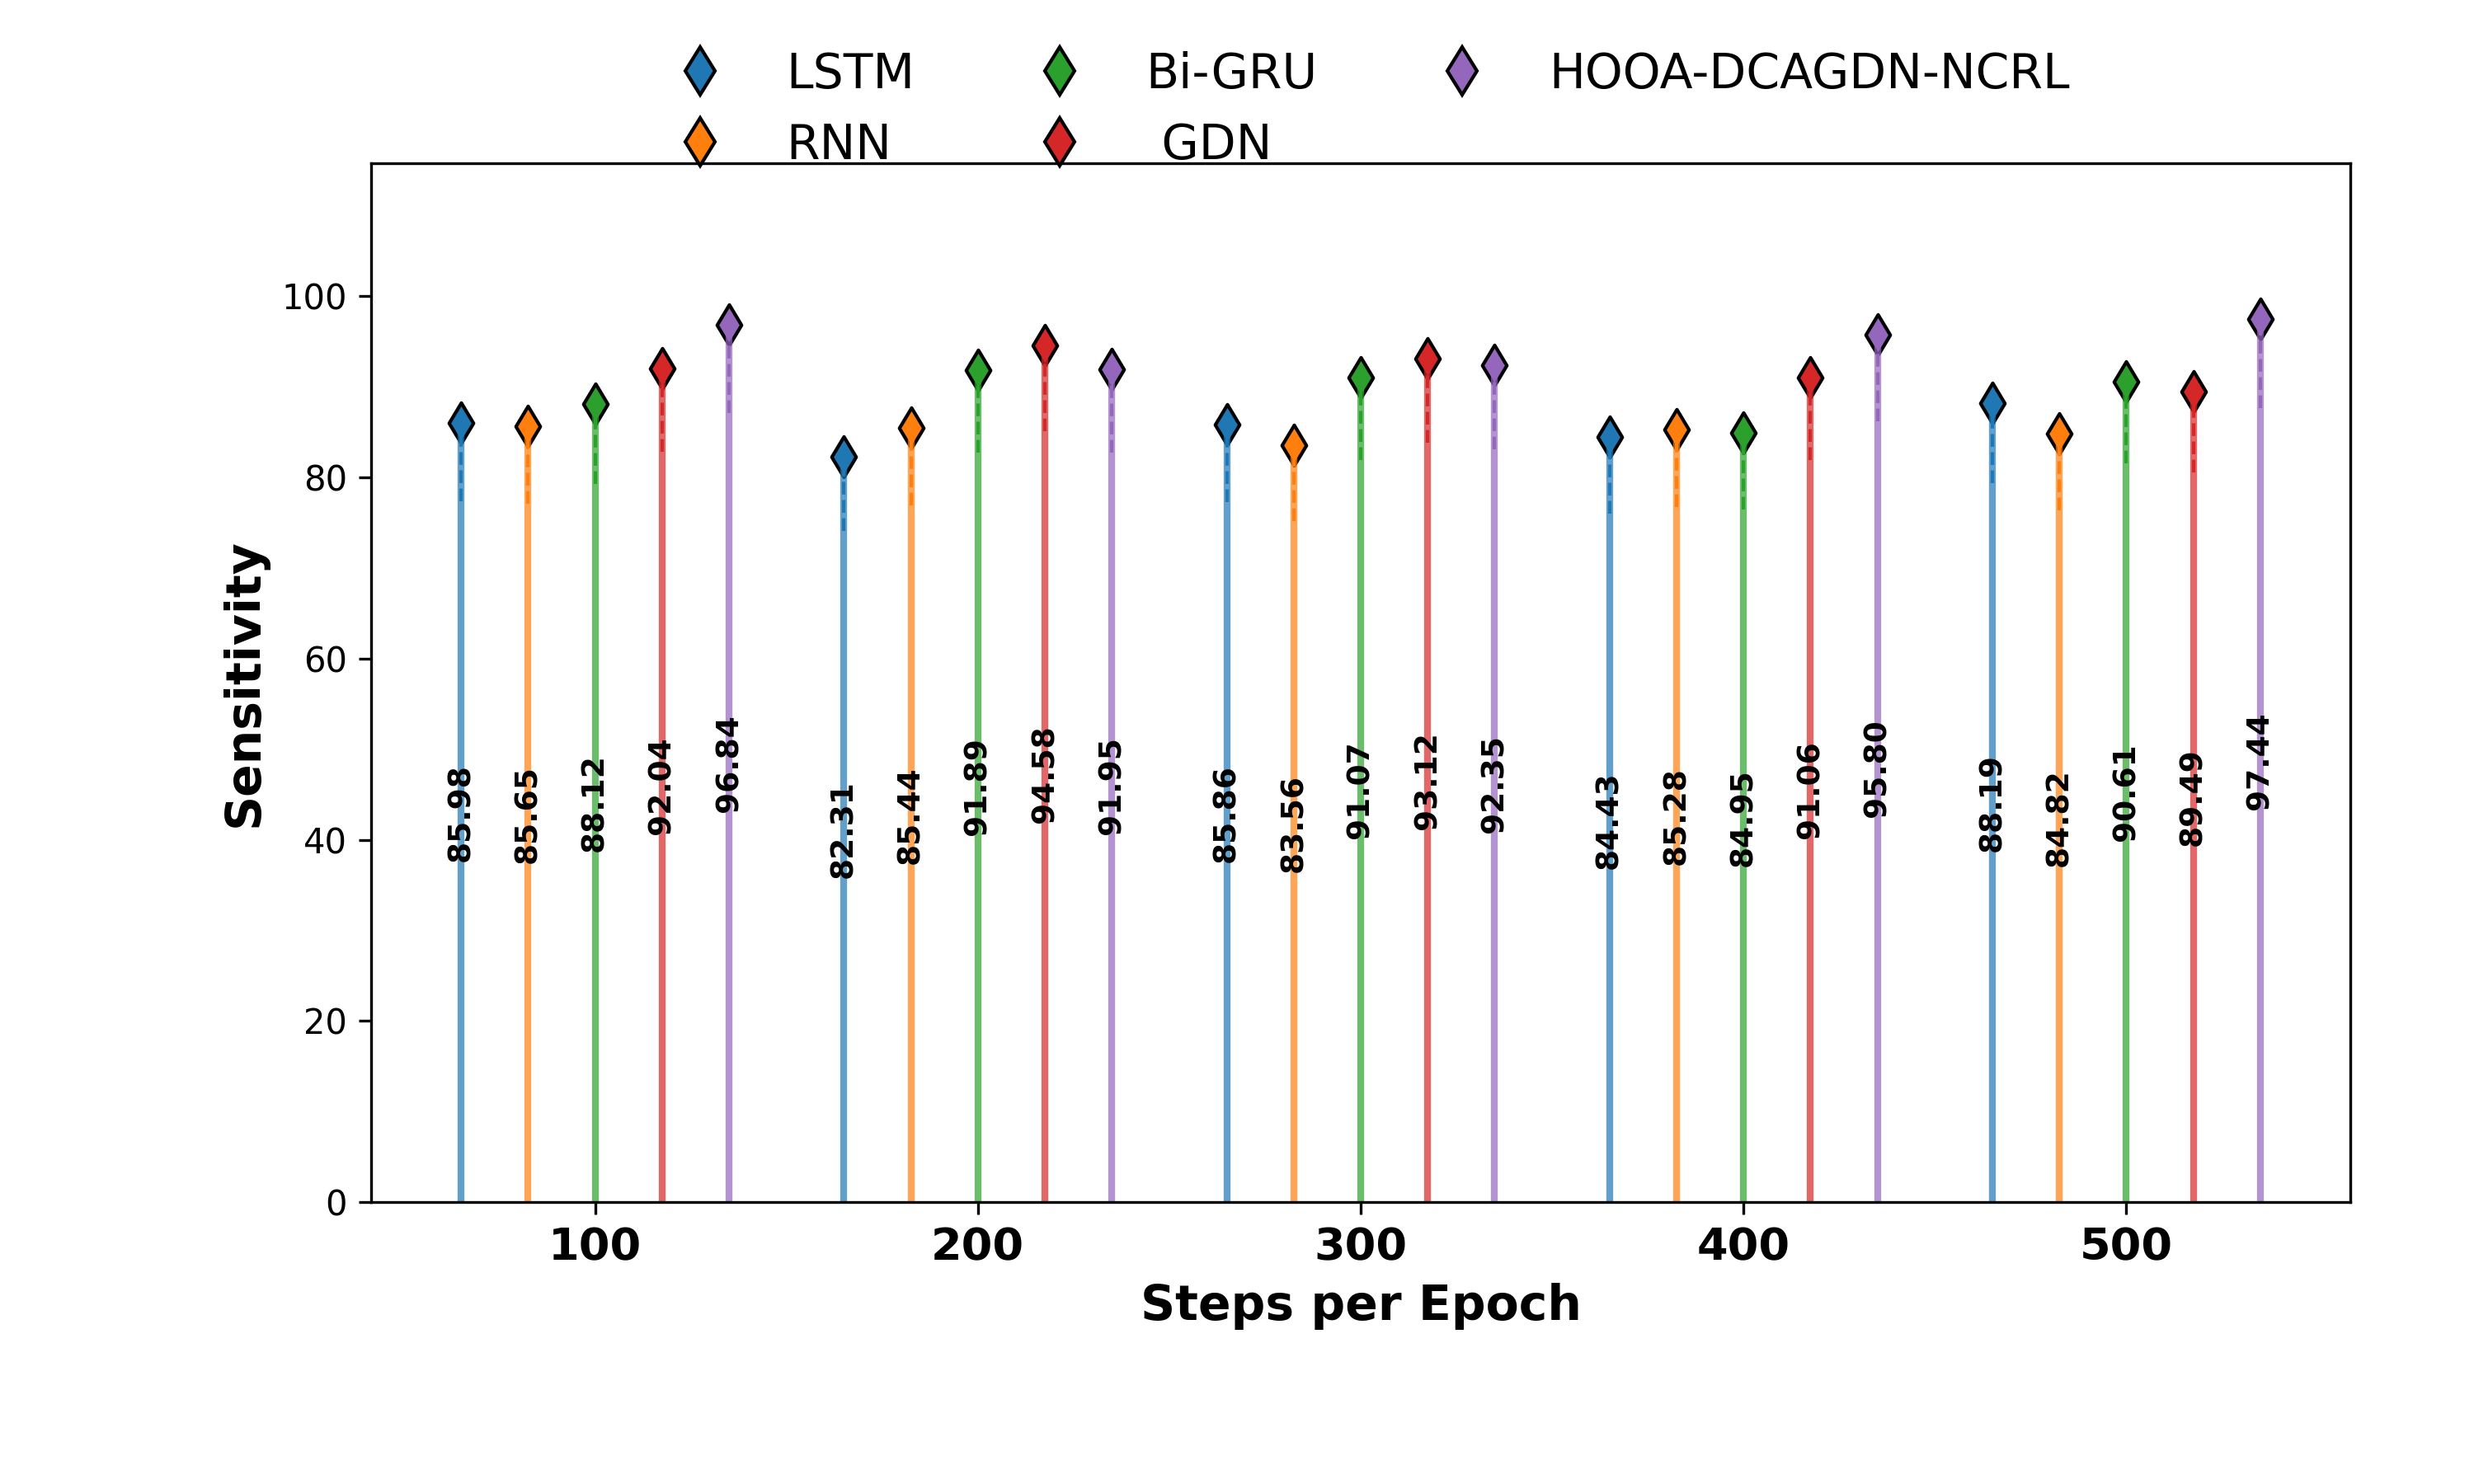 LSTM Bi-GRU HOOA-DCAGDN-NCRL
RNN GDN
Sensitivity
100
80
60
40
20
0
85.98 85.65 88.12 92.04 96.84 82.31 85.44 91.89 94.58 91.95 85.86 83.56 91.07 93.12 92.35 84.43 85.28 84.95 91.06 95.80 88.19 84.82 90.61 89.49 97.44
100 200 300 400 500
Steps per Epoch